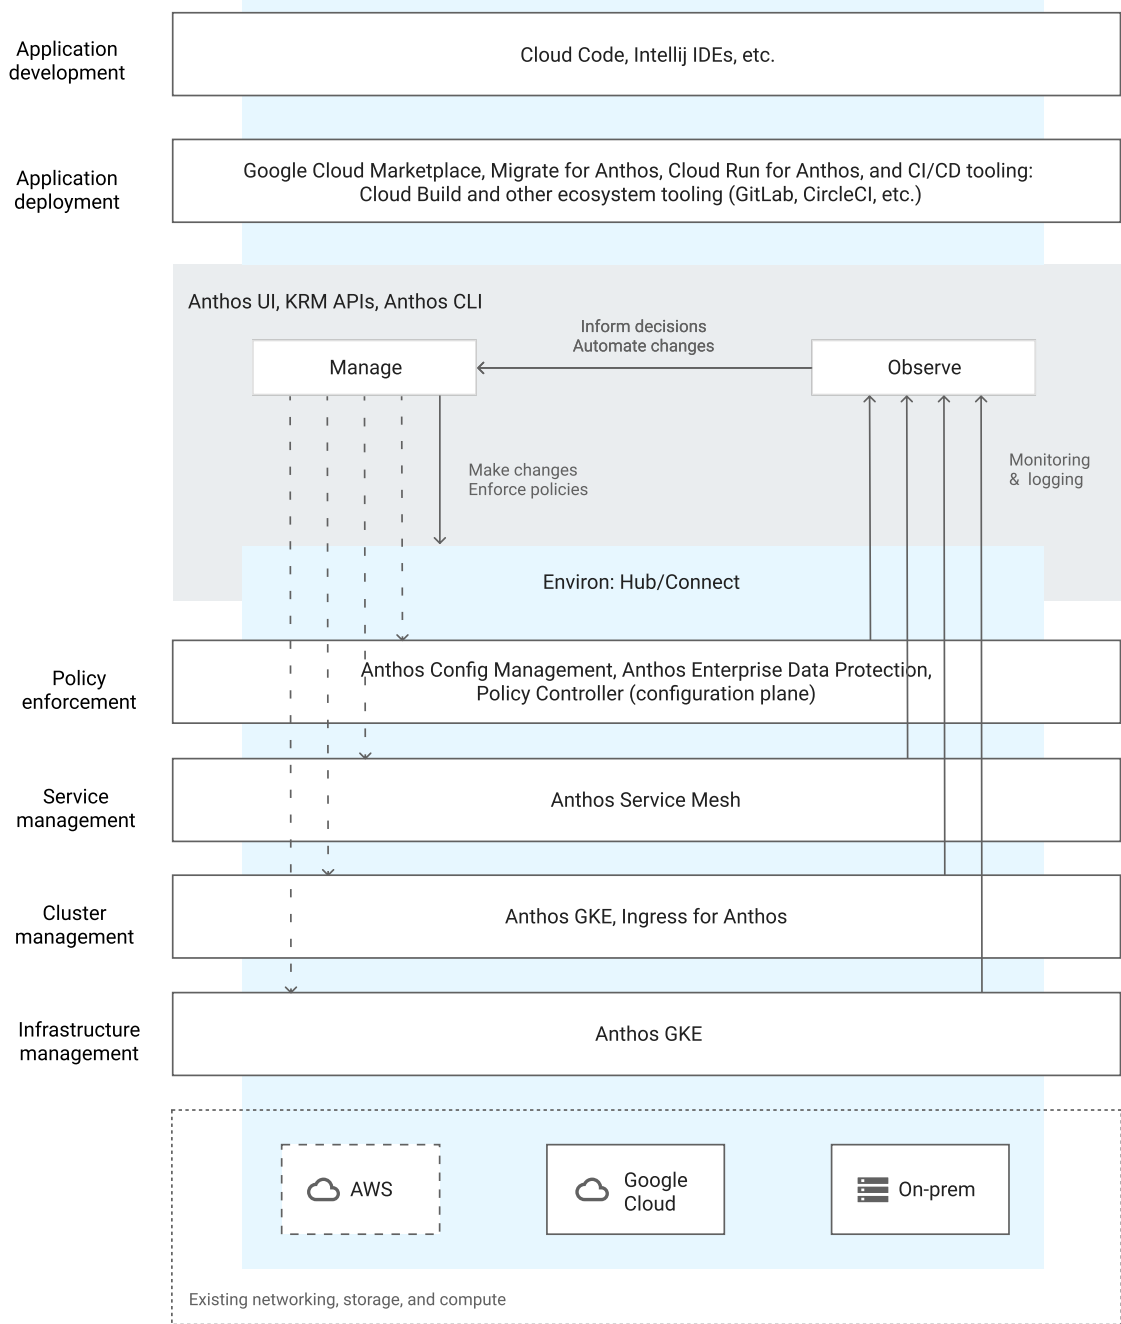 Application
development
Cloud Code, Intellij IDEs, etc.
Application
deployment
Google Cloud Marketplace, Migrate for Anthos, Cloud Run for Anthos, and CI/CD tooling:
Cloud Build and other ecosystem tooling (GitLab, CircleCI, etc.)
Anthos UI, KRM APIs, Anthos CLI
Inform decisions
Automate changes
Manage
Observe
Make changes
Enforce policies
Monitoring
& logging
Environ: Hub/Connect
Policy
enforcement
Anthos Config Management, Anthos Enterprise Data Protection,
Policy Controller (configuration plane)
Service
management
Anthos Service Mesh
Cluster
management
Anthos GKE, Ingress for Anthos
Infrastructure
management
Anthos GKE
AWS
Google
Cloud
On-prem
Existing networking, storage, and compute